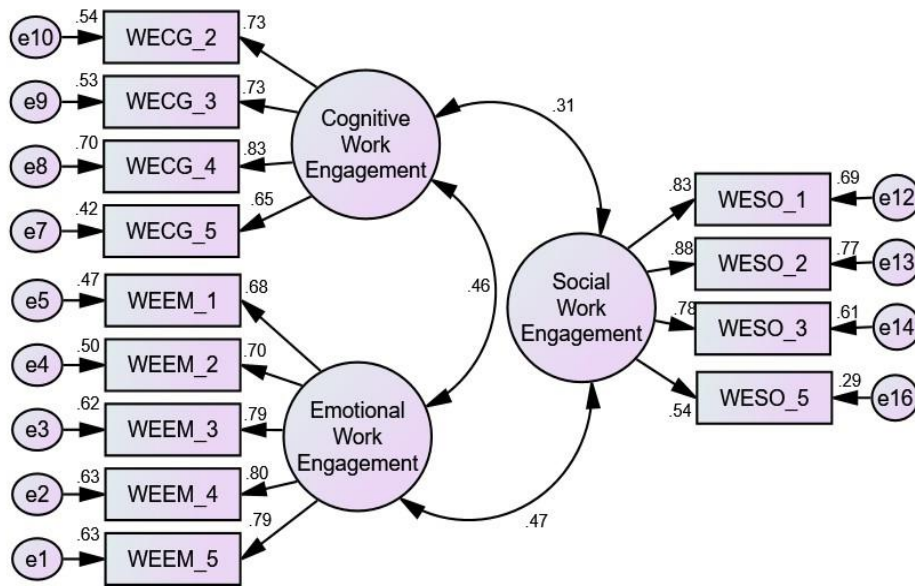 e10
.54
WECG_2
.73
e9
.53
WECG_3
.73
e8
.70
WECG_4
.83
e7
.42
WECG_5
.65
Cognitive
Work
Engagement
e5
.47
WEEM_1
.68
e4
.50
WEEM_2
.70
e3
.62
WEEM_3
.79
e2
.63
WEEM_4
.80
e1
.63
WEEM_5
.79
Emotional
Work
Engagement
.31
.46
.47
Social
Work
Engagement
.83
WESO_1
.69
e12
.88
WESO_2
.77
e13
.78
WESO_3
.61
e14
.54
WESO_5
.29
e16